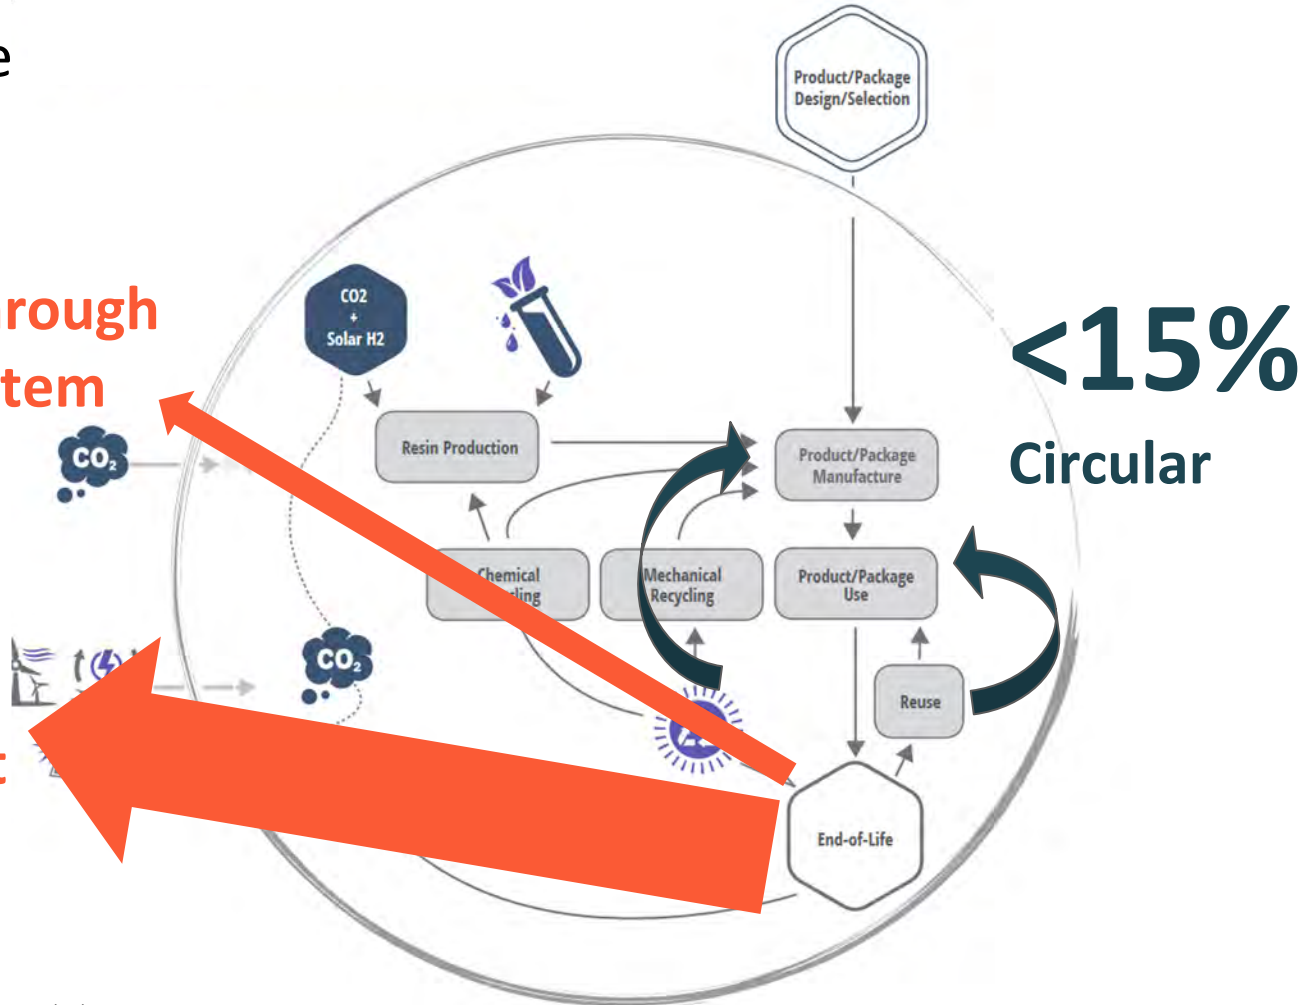 e
Product/Package
Design/Selection
rough
tem
CO2
+
Solar H2
<15%
Circular
CO₂
Resin Production
Product/Package
Manufacture
Chemical
Mechanical
Recycling
Product/Package
Use
CO₂
Reuse
t
End-of-Life